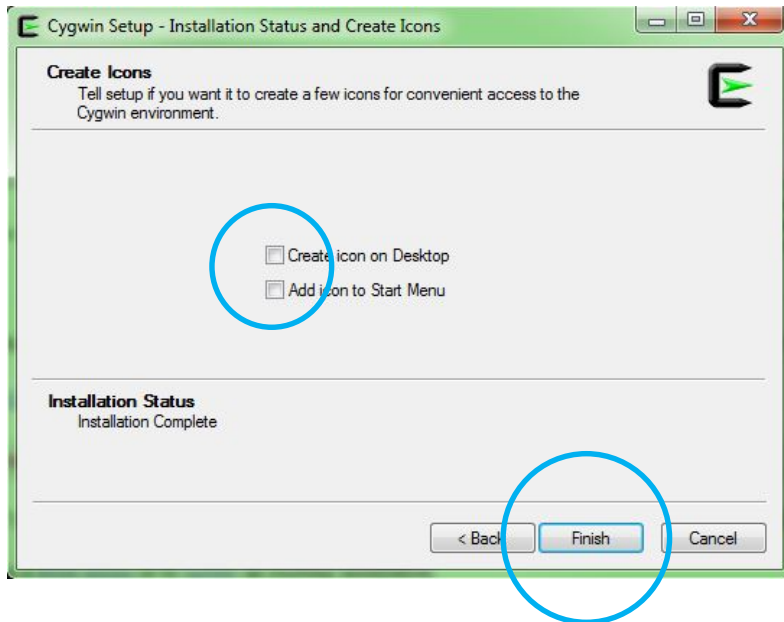 Cygwin Setup - Installation Status and Create Icons
Create Icons
Tell setup if you want it to create a few icons for convenient access to the
Cygwin environment.
Create icon on Desktop
Add icon to Start Menu
Installation Status
Installation Complete
< Back Finish Cancel